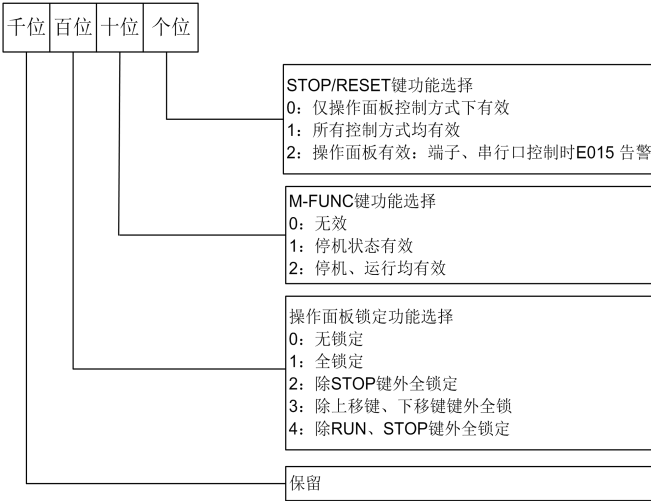 千位 百位 十位 个位
STOP/RESET键功能选择
0：仅操作面板控制方式下有效
1：所有控制方式均有效
2：操作面板有效：端子、串行口控制时E015 告警
M-FUNC键功能选择
0：无效
1：停机状态有效
2：停机、运行均有效
操作面板锁定功能选择
0：无锁定
1：全锁定
2：除STOP键外全锁定
3：除上移键、下移键键外全锁
4：除RUN、STOP键外全锁定
保留